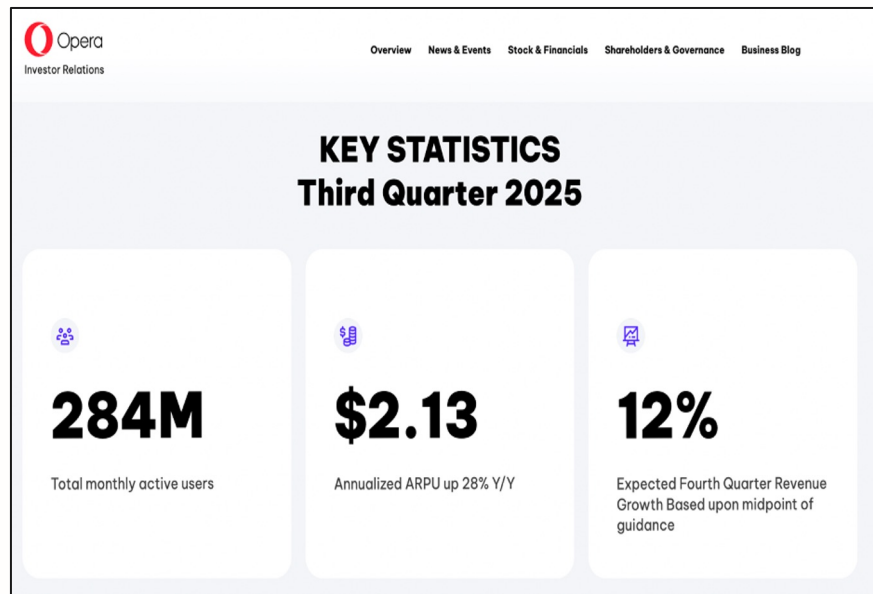 Opera
Investor Relations
Overview News & Events Stock & Financials Shareholders & Governance Business Blog
KEY STATISTICS
Third Quarter 2025
284M
Total monthly active users
$2.13
Annualized ARPU up 28% Y/Y
12%
Expected Fourth Quarter Revenue
Growth Based upon midpoint of
guidance